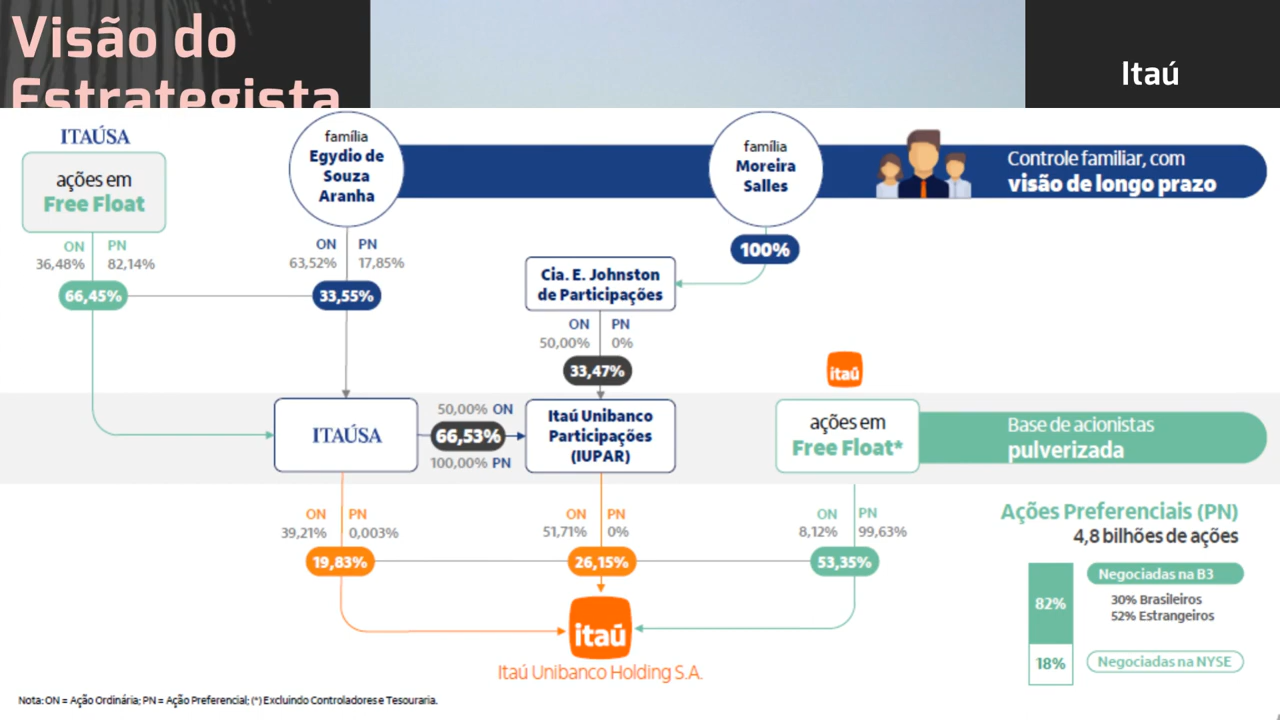 Visão do
Estrategista
Itaú
ITAÚSA
ações em
Free Float
ON PN
36,48% 82,14%
66,45%
família
Egydio de
Souza
Aranha
ON PN
63,52% 17,85%
33,55%
família
Moreira
Salles
100%
Controle familiar, com
visão de longo prazo
Cia. E. Johnston
de Participações
ON PN
50,00% 0%
33,47%
itaú
ITAÚSA
50,00% ON
66,53%
100,00% PN
Itaú Unibanco
Participações
(IUPAR)
ações em
Free Float*
Base de acionistas
pulverizada
ON PN
39,21% 0,003%
19,83%
ON PN
51,71% 0%
26,15%
ON PN
8,12% 99,63%
53,35%
itaú
Itaú Unibanco Holding S.A.
Ações Preferenciais (PN)
4,8 bilhões de ações
82%
Negociadas na B3
30% Brasileiros
52% Estrangeiros
18%
Negociadas na NYSE
Nota: ON = Ação Ordinária; PN = Ação Preferencial; (*) Excluindo Controladores e Tesouraria.